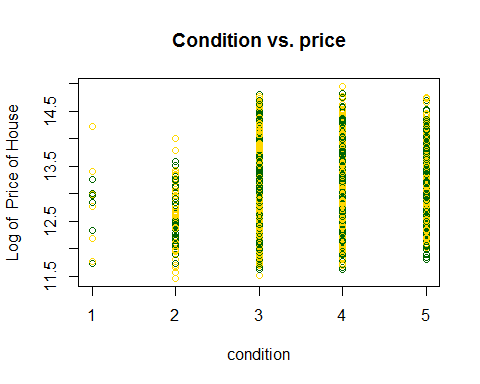 Condition vs. price
Log of  Price of House
14.5
13.5
12.5
11.5
1 2 3 4 5
condition